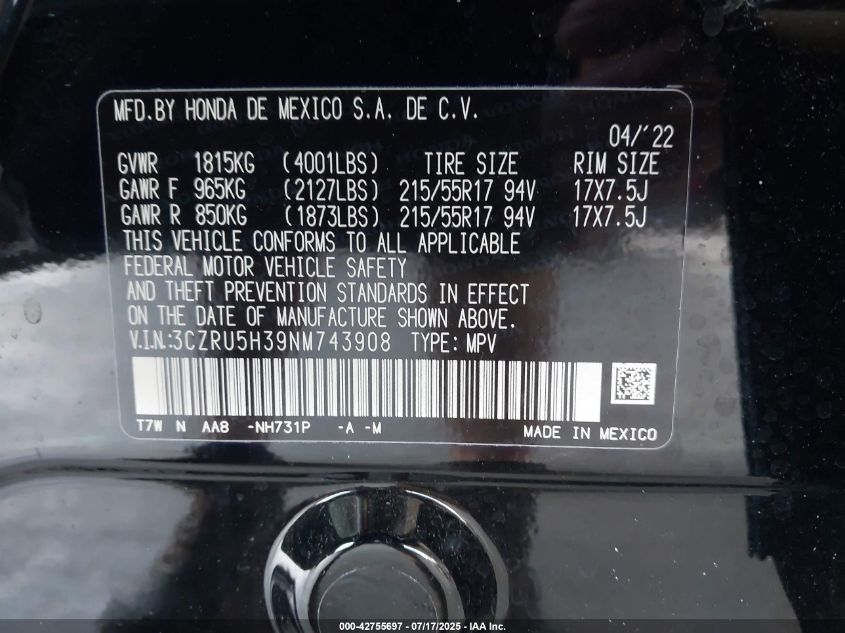 MFD.BY HONDA DE MEXICO S.A. DE C.V.
04/'22
GVWR 1815KG (4001LBS) TIRE SIZE RIM SIZE
GAWR F 965KG (2127LBS) 215/55R17 94V 17X7.5J
GAWR R 850KG (1873LBS) 215/55R17 94V 17X7.5J
THIS VEHICLE CONFORMS TO ALL APPLICABLE
FEDERAL MOTOR VEHICLE SAFETY
AND THEFT PREVENTION STANDARDS IN EFFECT
ON THE DATE OF MANUFACTURE SHOWN ABOVE.
V.I.N.:3CZRU5H39NM743908 TYPE: MPV
T7W N AA8 -NH731P -A -M
MADE IN MEXICO
000-42755697 / 07/17/2025 - IAA Inc.